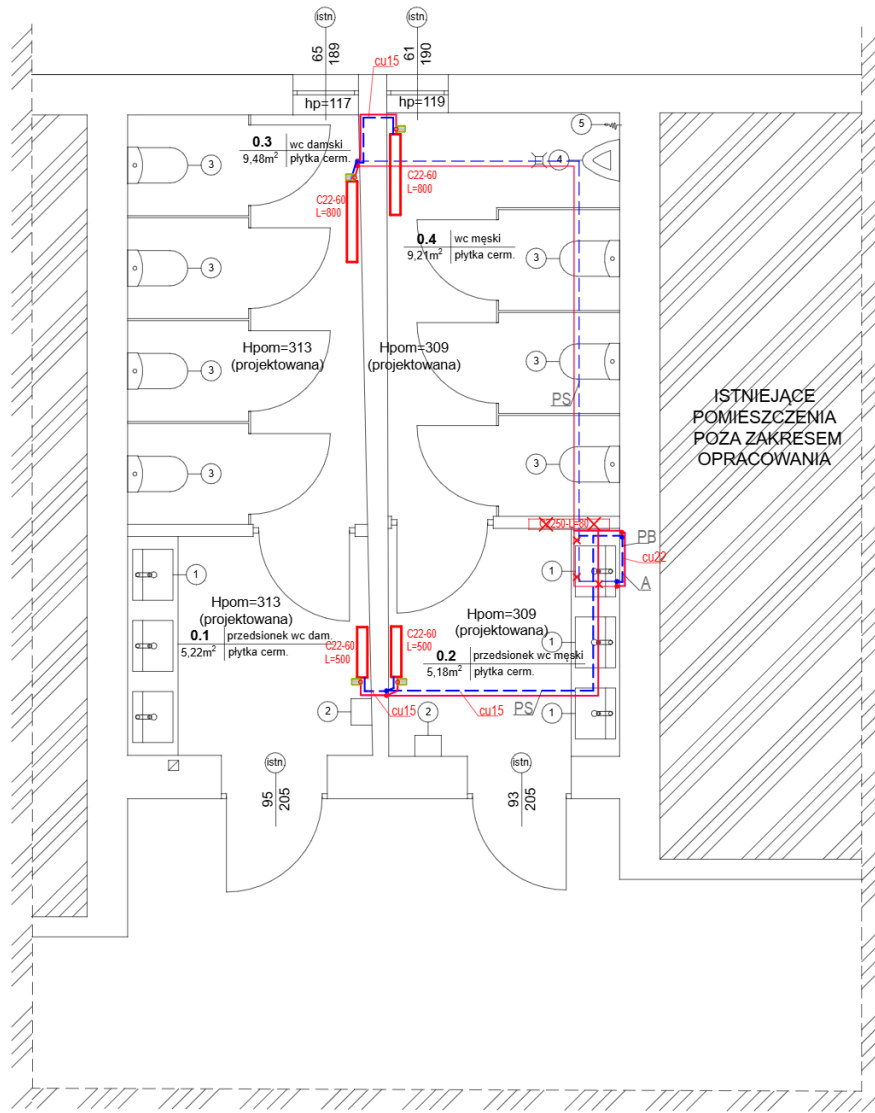 istn.
istn.
65
189
61
190
cu15
hp=117
hp=119
5
0.3
wc damski
9,48m²
płytka cerm.
3
4
C22-60
L=800
C22-60
L=800
0.4
wc męski
9,21m²
płytka cerm.
3
3
Hpom=313
(projektowana)
Hpom=309
(projektowana)
3
3
PS
ISTNIEJĄCE
POMIESZCZENIA
POZA ZAKRESEM
OPRACOWANIA
3
3
PB
cu22
A
1
1
Hpom=313
(projektowana)
Hpom=309
(projektowana)
0.1
przedsionek wc dam.
5,22m²
płytka cerm.
C22-60
L=500
C22-60
L=500
0.2
przedsionek wc męski
5,18m²
płytka cerm.
1
2
cu15
2
cu15
PS
1
istn.
95
205
istn.
93
205